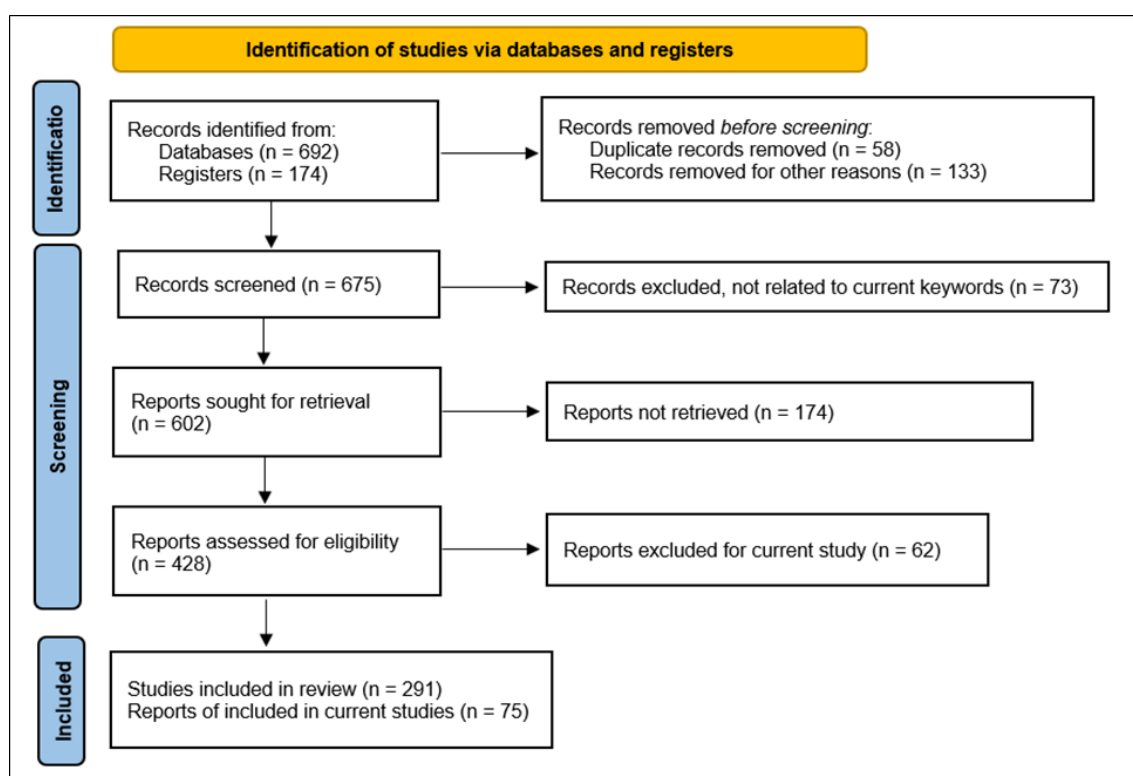 Identification of studies via databases and registers
Identificatio
Records identified from:
Databases (n = 692)
Registers (n = 174)
Records removed before screening:
Duplicate records removed (n = 58)
Records removed for other reasons (n = 133)
Screening
Records screened (n = 675)
Records excluded, not related to current keywords (n = 73)
Reports sought for retrieval
(n = 602)
Reports not retrieved (n = 174)
Reports assessed for eligibility
(n = 428)
Reports excluded for current study (n = 62)
Included
Studies included in review (n = 291)
Reports of included in current studies (n = 75)